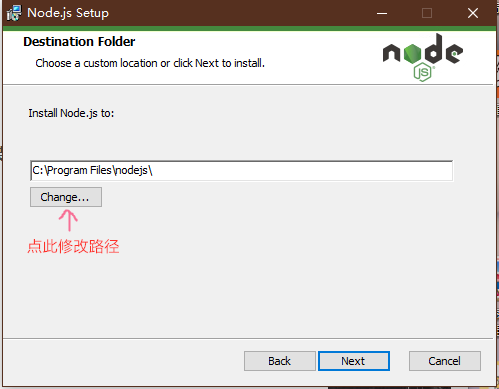 Node.js Setup
Destination Folder
Choose a custom location or click Next to install.
node
JS
Install Node.js to:
C:\Program Files\nodejs\
Change...
点此修改路径
Back Next Cancel